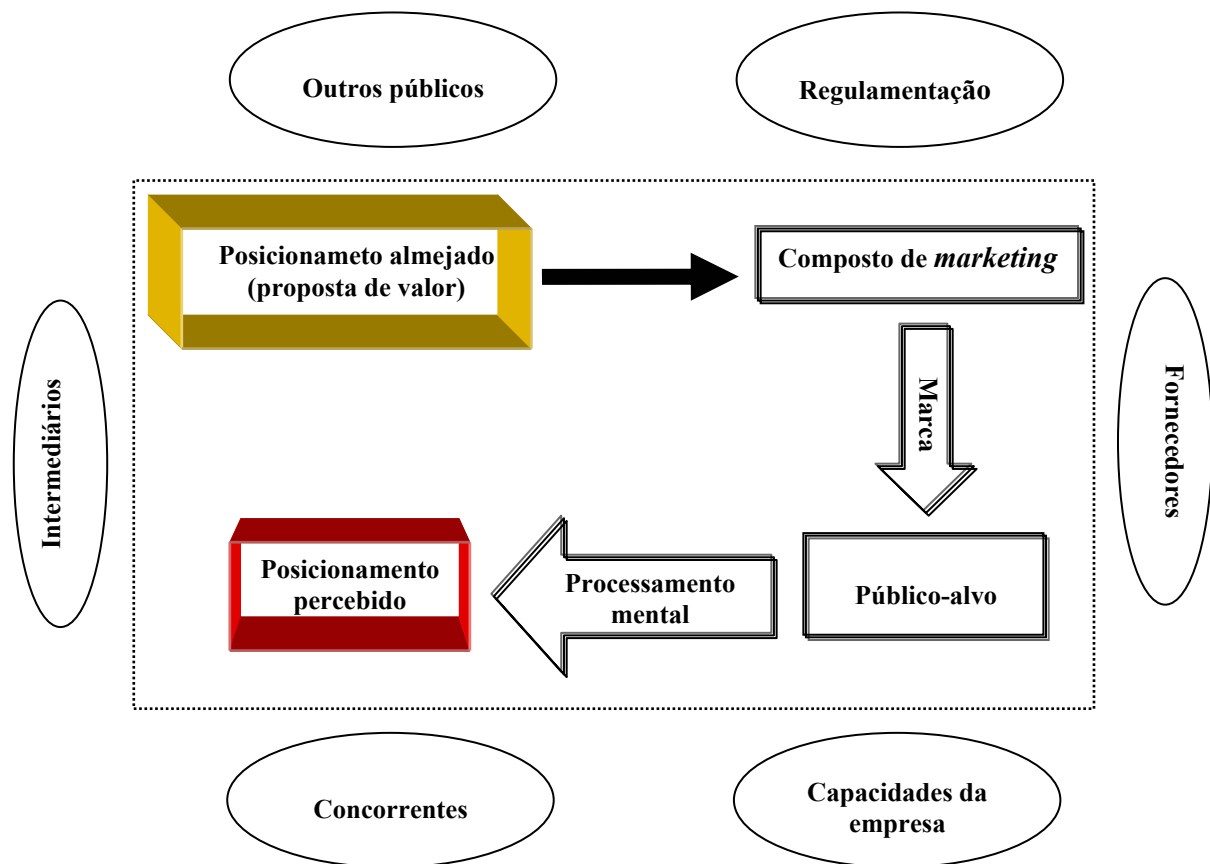 Outros públicos
Regulamentação
Posicionameto almejado
(proposta de valor)
Composto de marketing
Intermediários
Marca
Fornecedores
Posicionamento
percebido
Processamento
mental
Público-alvo
Concorrentes
Capacidades da
empresa